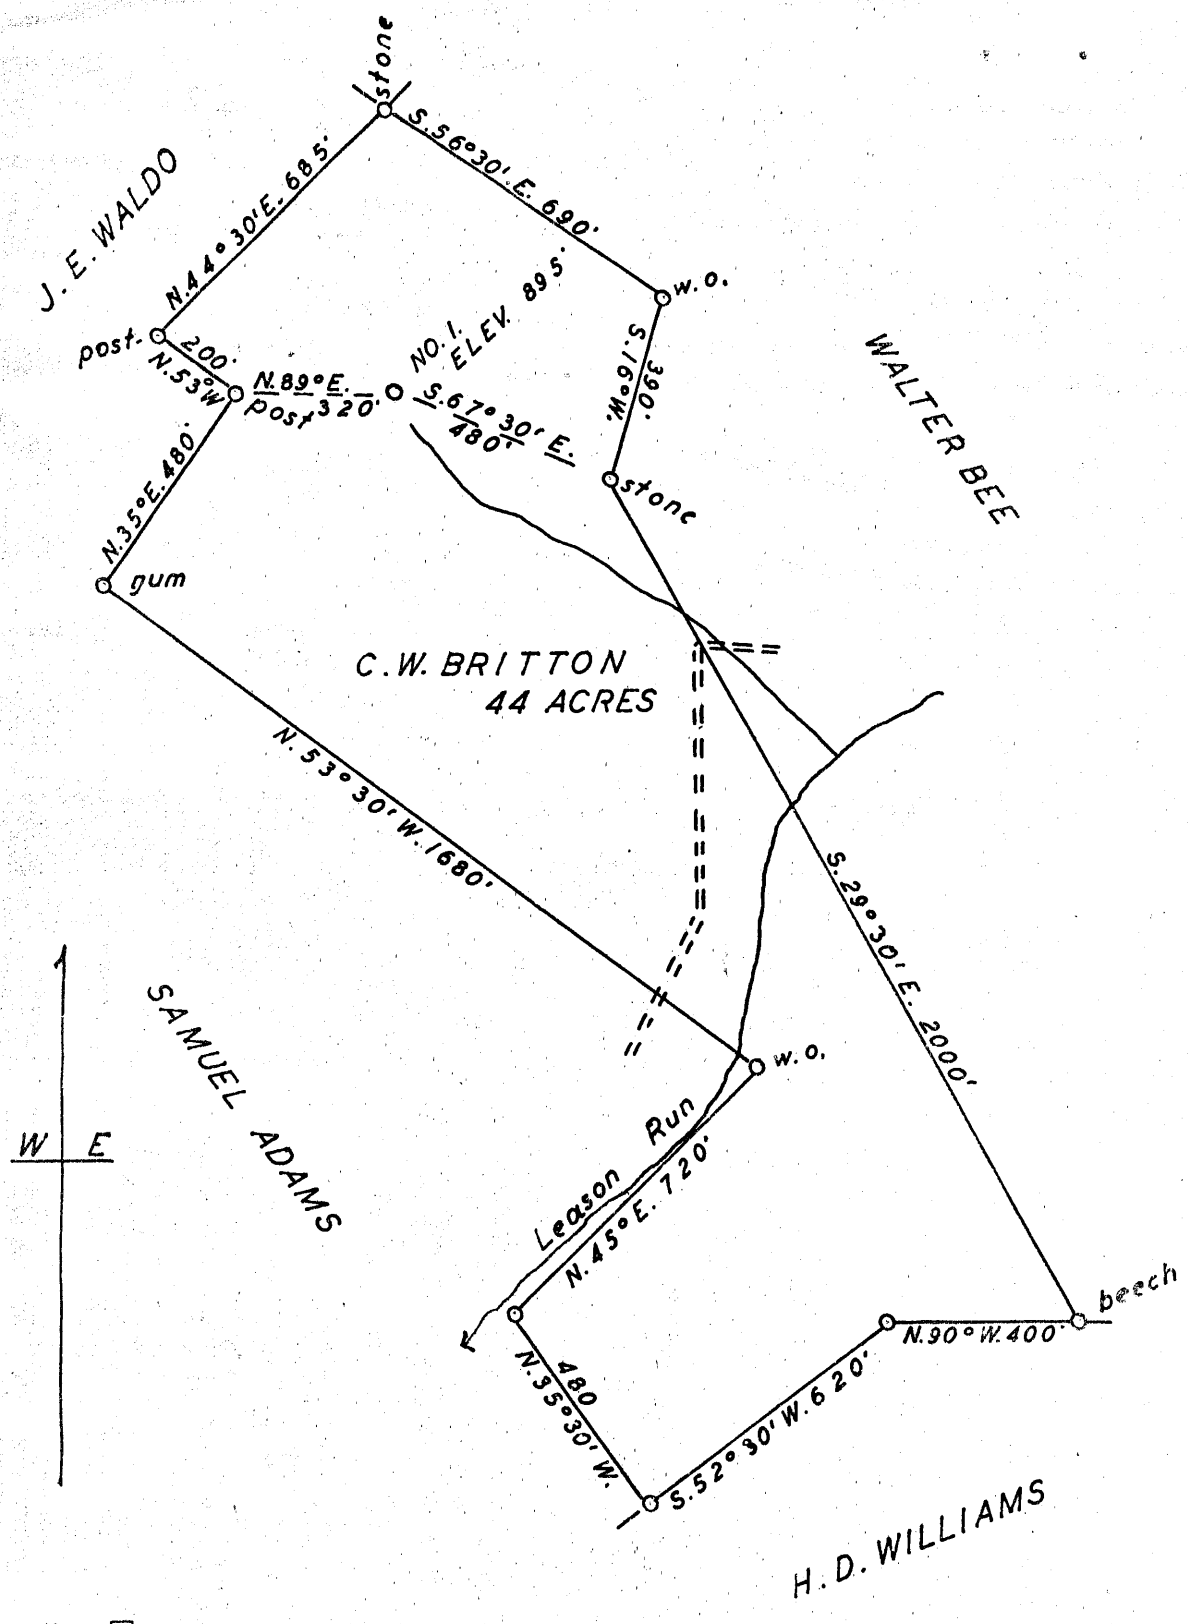 stone
S.56°30' E. 690'
J. E. WALDO
N.44°30'E. 685'
w.o.
NO. 1.
ELEV. 895'
post.
200'
N.53°W
N.89°E.
320'
post
S.67°30' E.
480'
S.16°W.
390'
WALTER BEE
stone
N.35°E. 480'
gum
C.W. BRITTON
44 ACRES
N.53°30' W. 1680'
S.29°30' E. 2000'
SAMUEL ADAMS
w.o.
W E
Leason Run
N.45°E. 720'
beech
N.90°W. 400'
480
N.35°30' W.
S.52°30' W. 620'
H. D. WILLIAMS